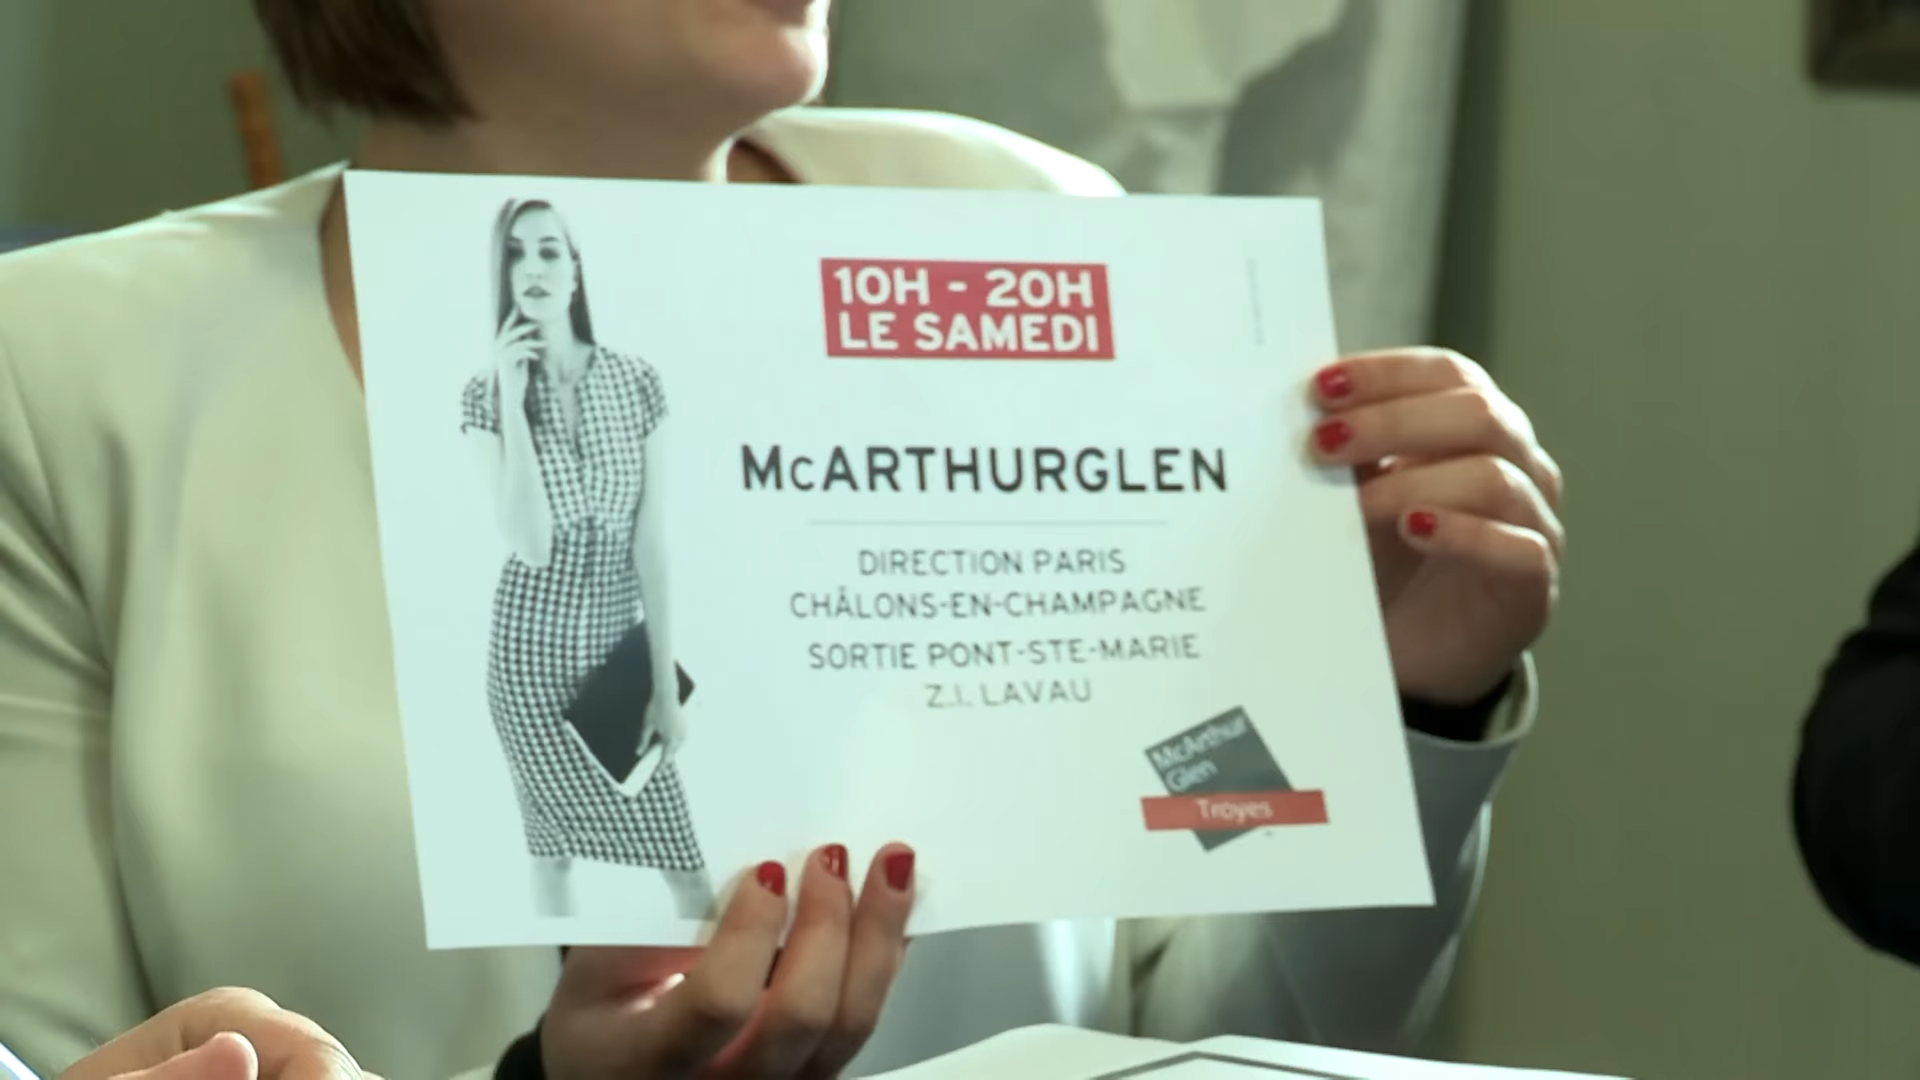 10H - 20H
LE SAMEDI
McARTHURGLEN
DIRECTION PARIS
CHÂLONS-EN-CHAMPAGNE
SORTIE PONT-STE-MARIE
Z.I. LAVAU
McArthur
Glen
Troyes